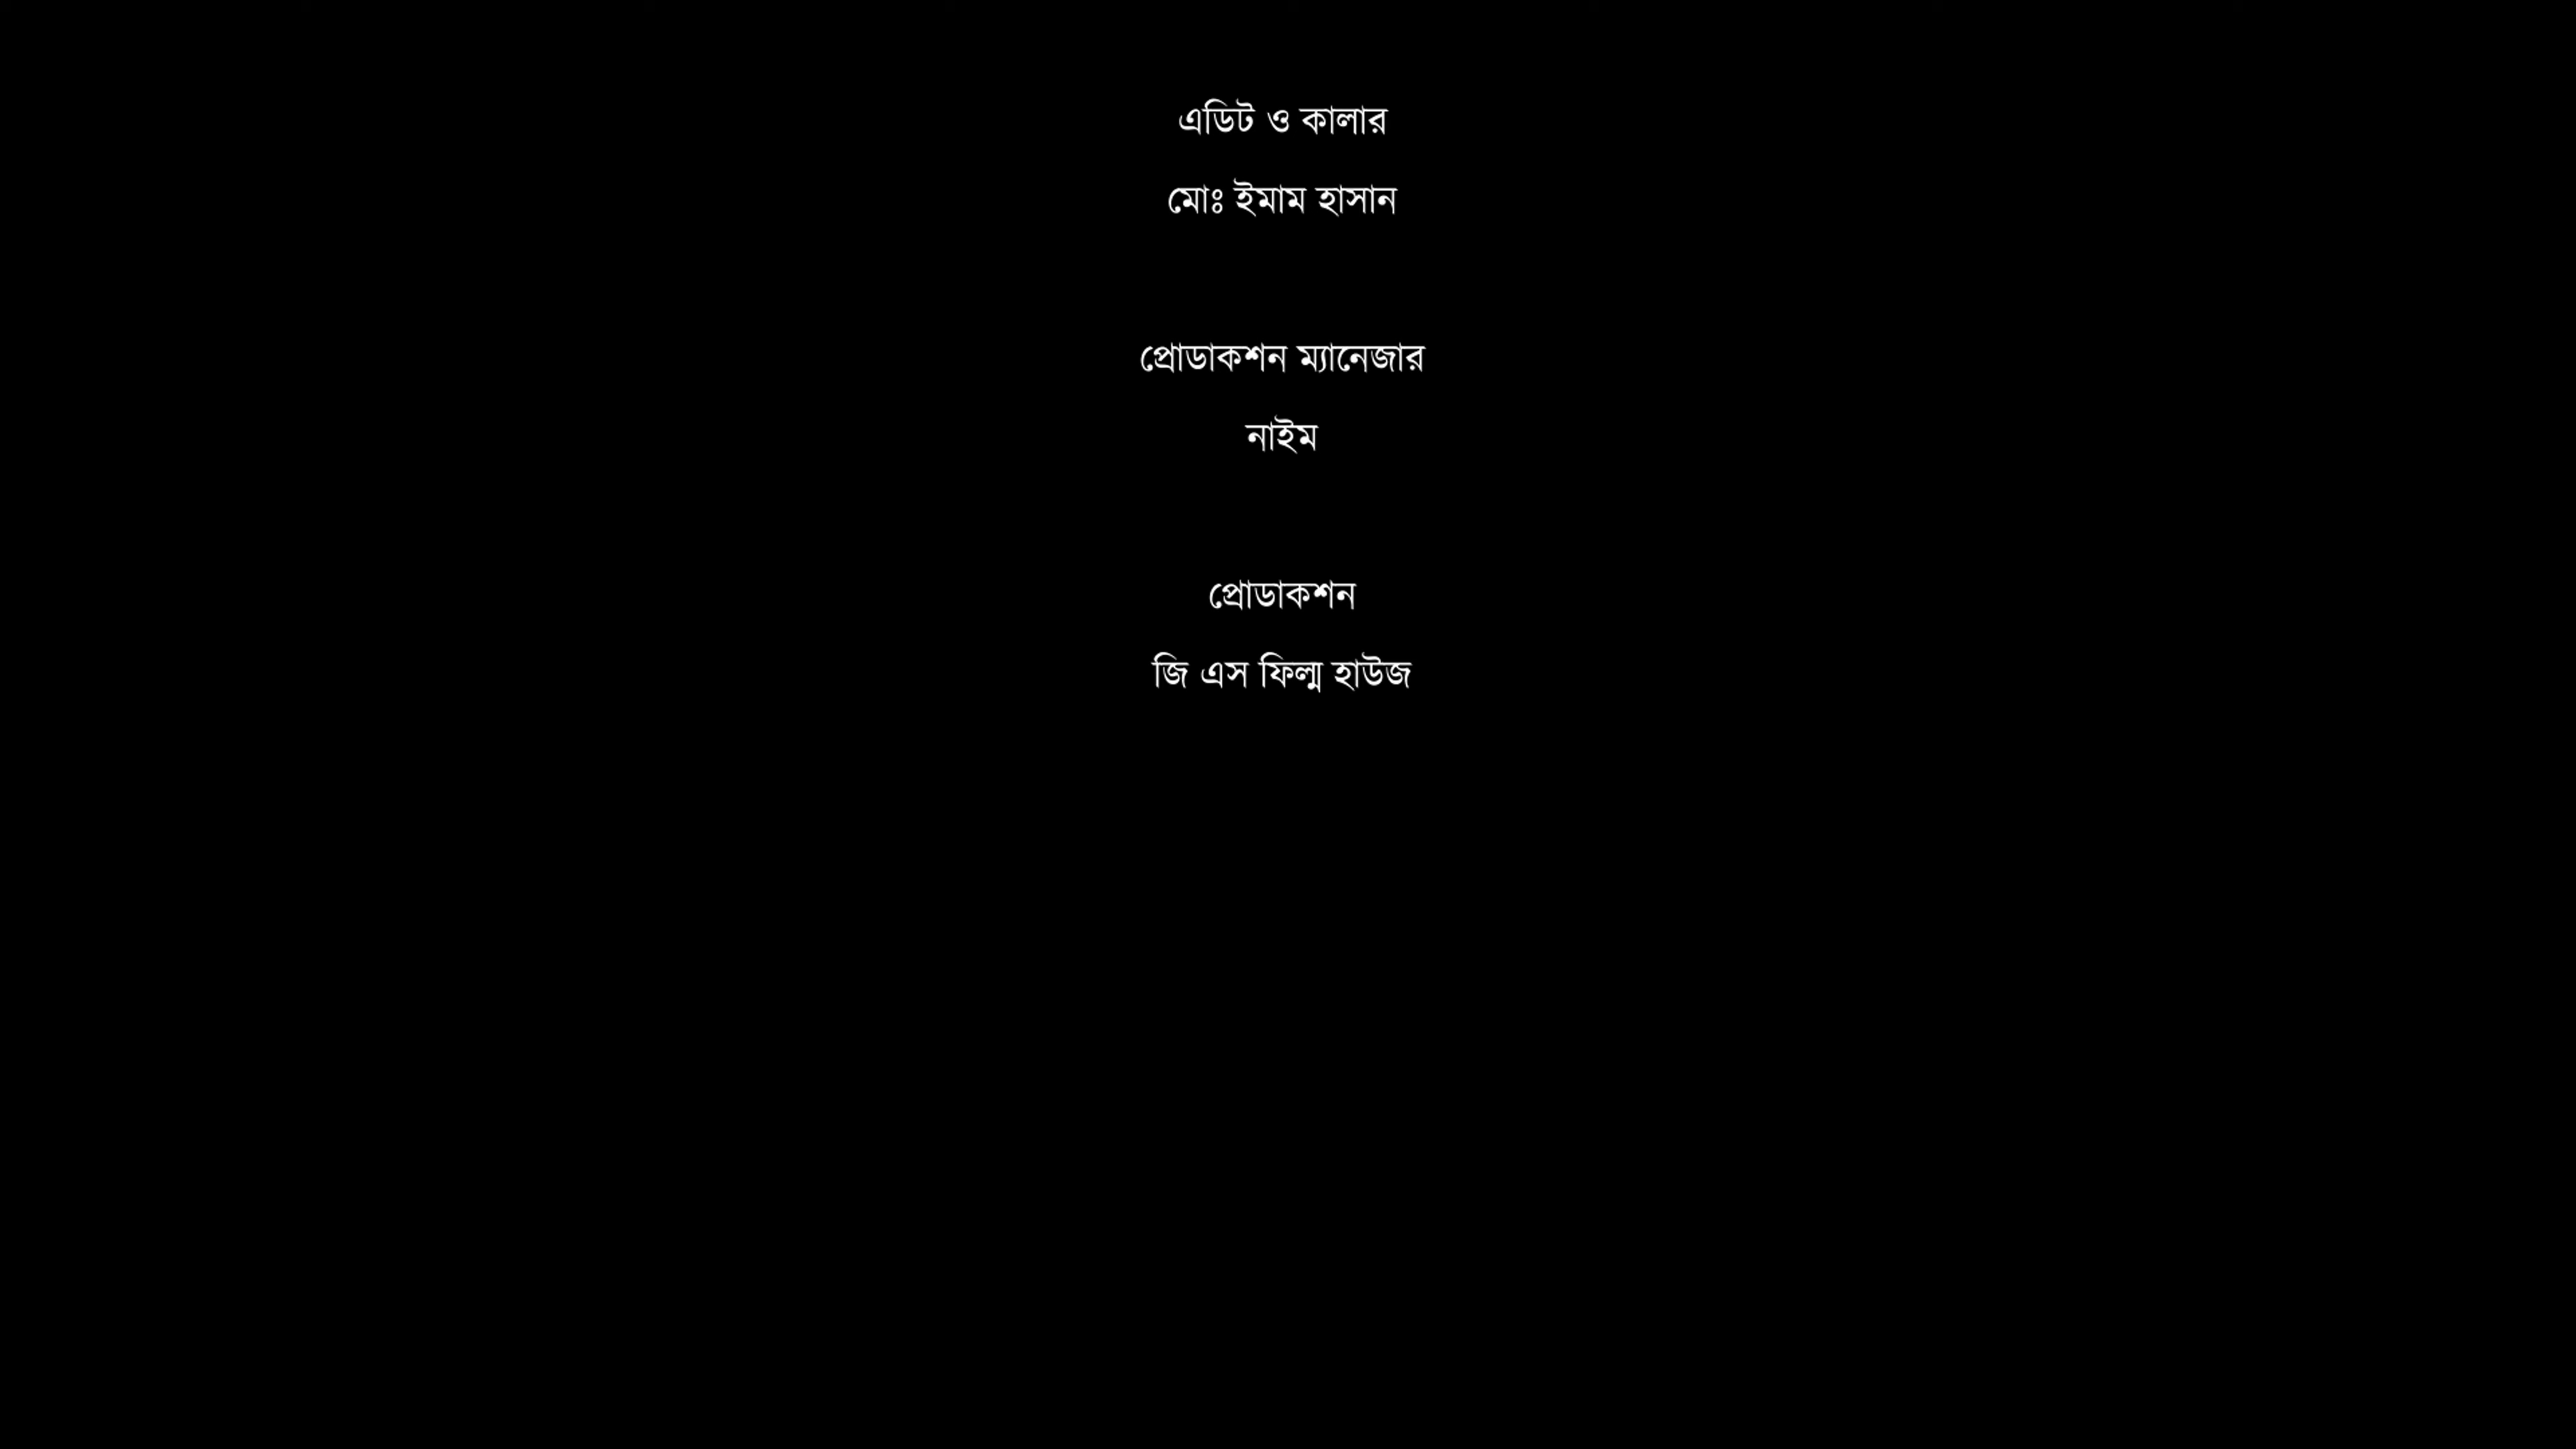 এডিট ও কালার
মোঃ ইমাম হাসান
প্রোডাকশন ম্যানেজার
নাইম
প্রোডাকশন
জি এস ফিল্ম হাউজ